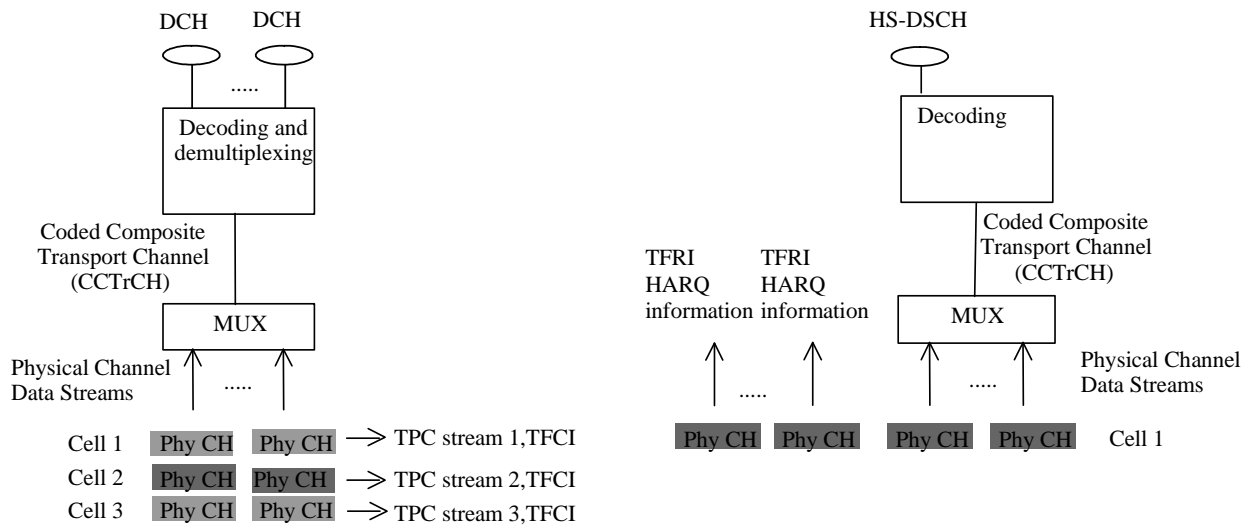 DCH DCH
.....
Decoding and
demultiplexing
Coded Composite
Transport Channel
(CCTrCH)
MUX
Physical Channel
Data Streams
.....
Cell 1 Phy CH Phy CH TPC stream 1,TFCI
Cell 2 Phy CH Phy CH TPC stream 2,TFCI
Cell 3 Phy CH Phy CH TPC stream 3,TFCI
HS-DSCH
Decoding
Coded Composite
Transport Channel
(CCTrCH)
TFRI
HARQ
information
TFRI
HARQ
information
MUX
Physical Channel
Data Streams
.....
.....
Phy CH Phy CH Phy CH Phy CH Cell 1